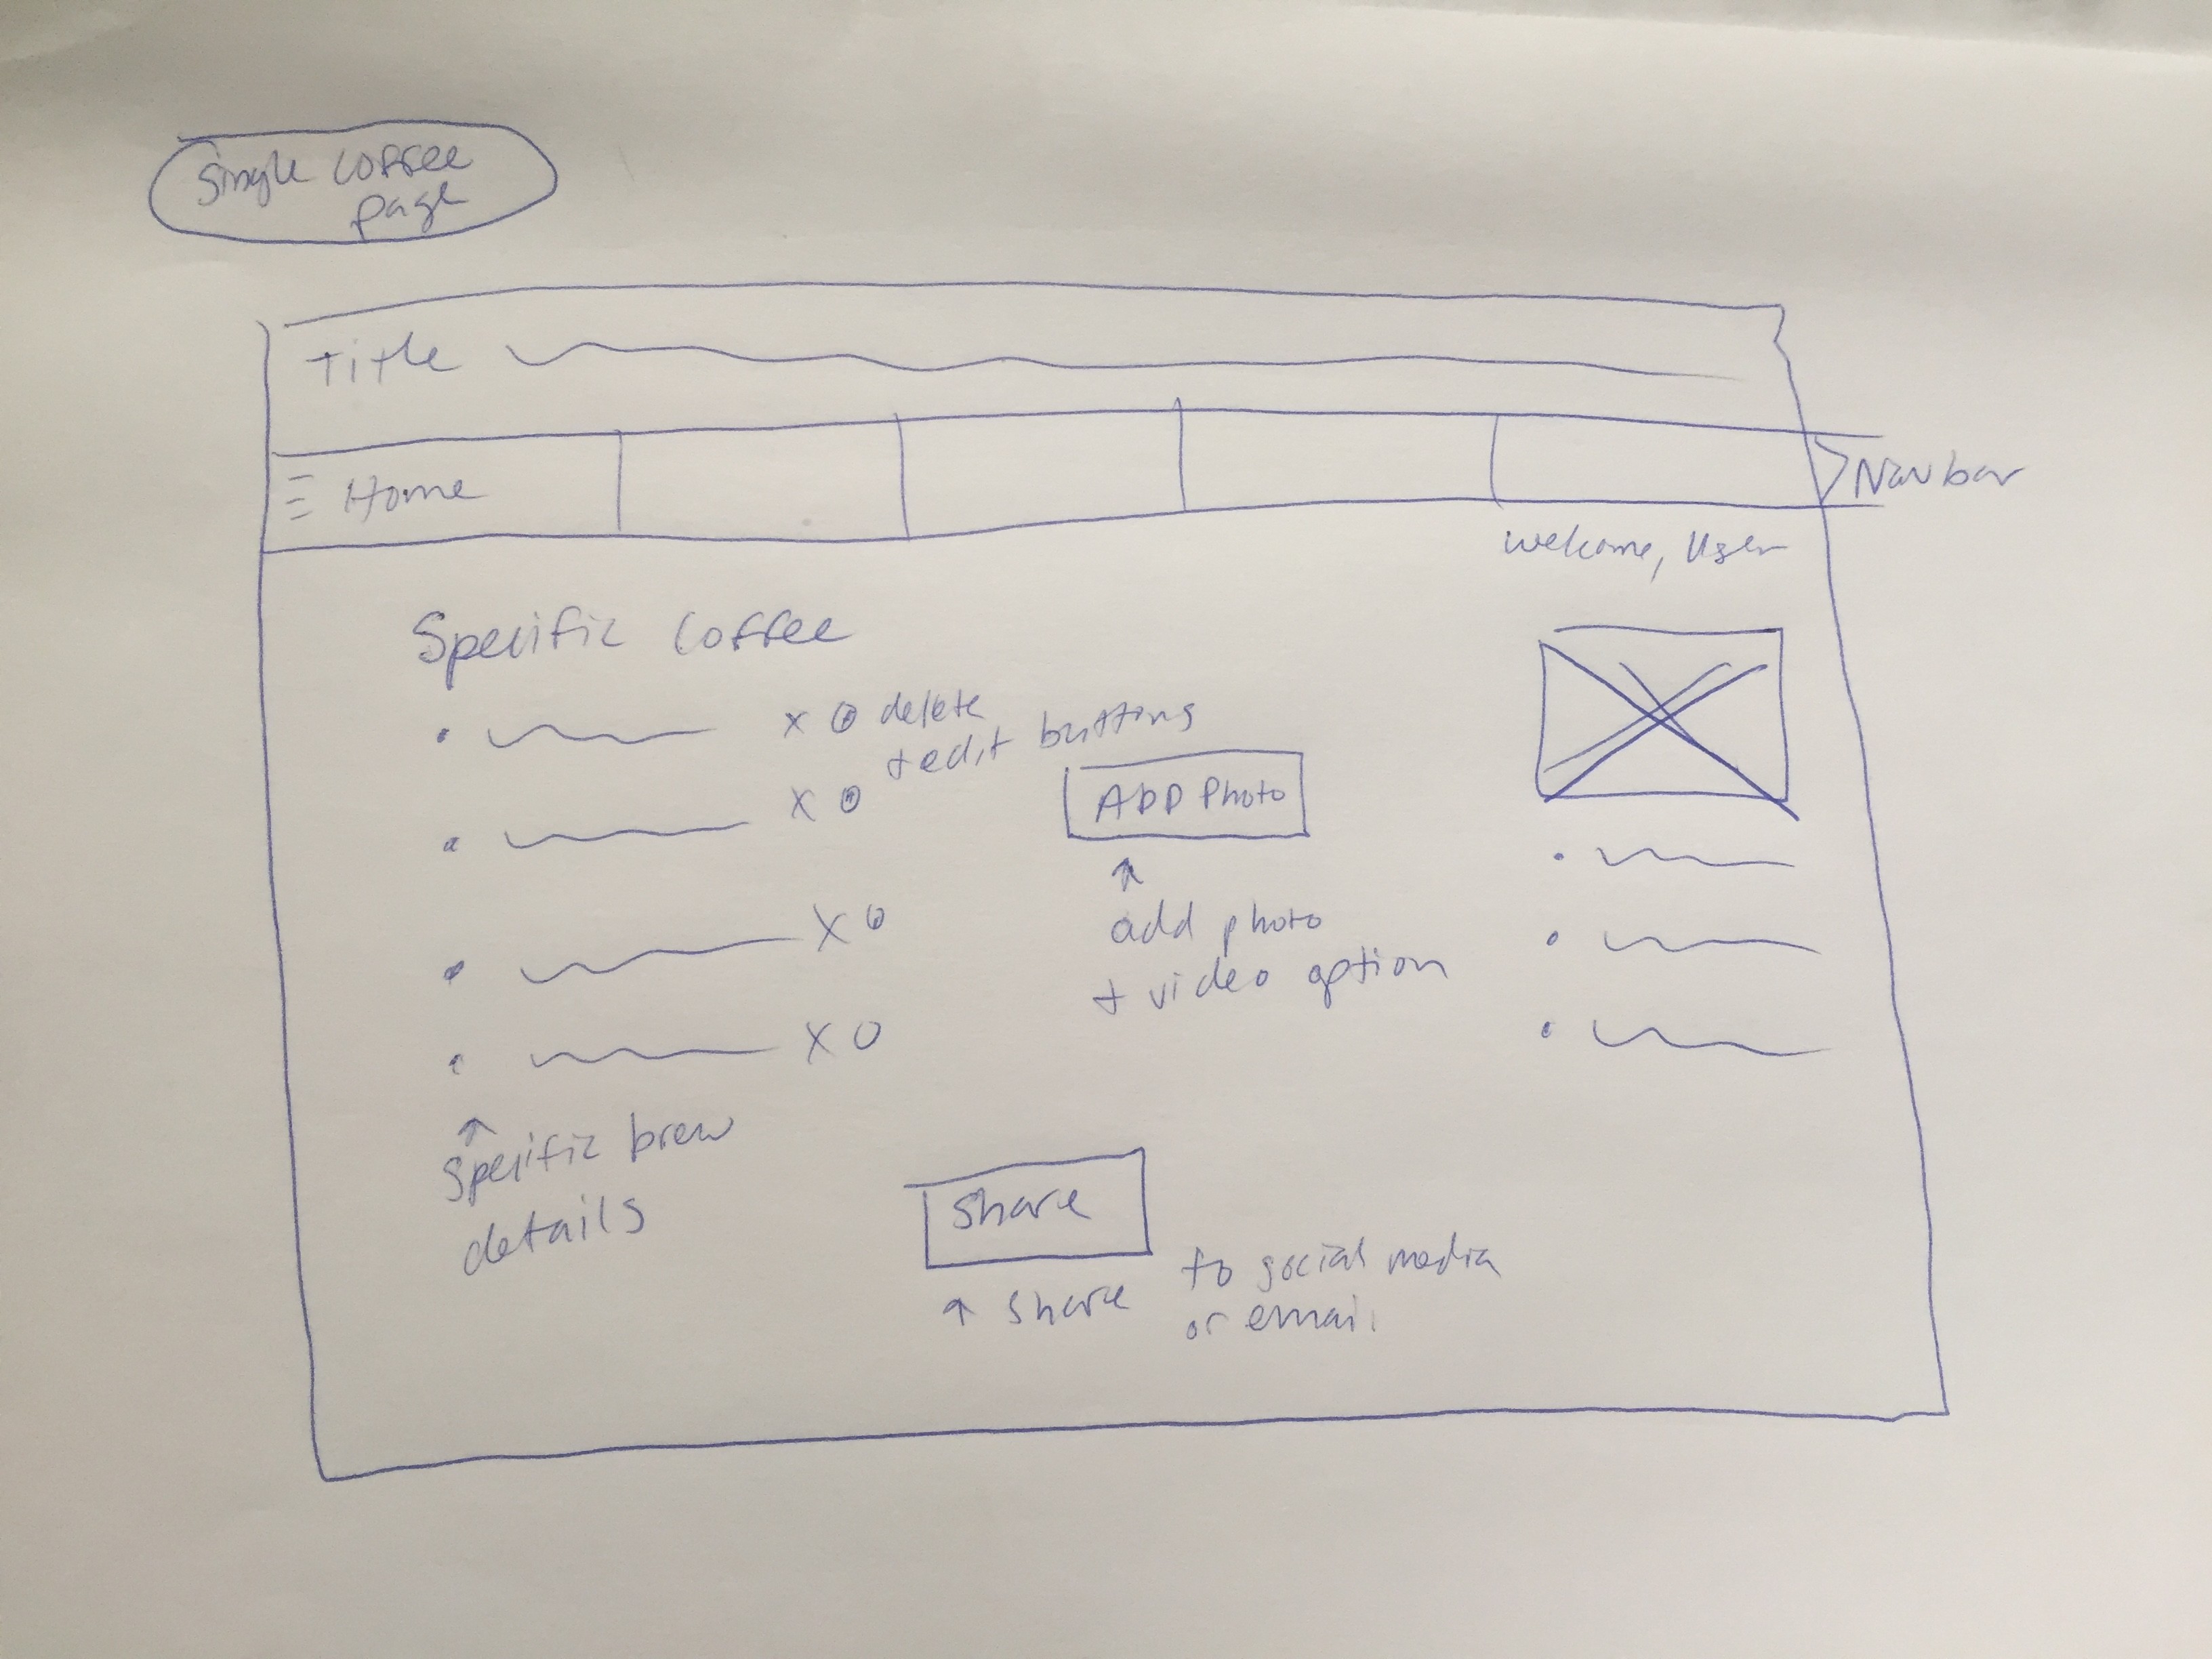 Single Coffee
page
Title
Home
Navbar
Welcome, User
Specific Coffee
x delete
+ edit buttons
x
ADD Photo
add photo
+ video option
x
x
Specific brew
details
Share
share to social media
or email